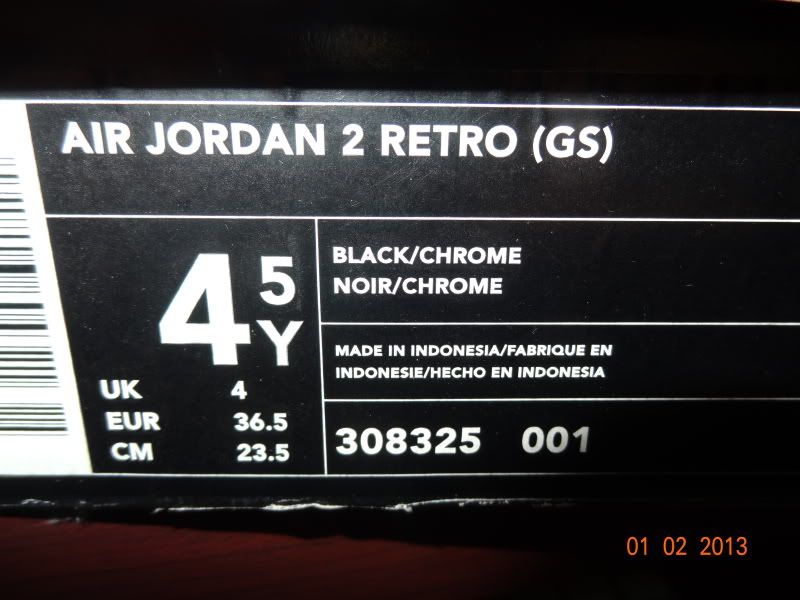 AIR JORDAN 2 RETRO (GS)
4 5 Y
BLACK/CHROME
NOIR/CHROME
MADE IN INDONESIA/FABRIQUE EN
INDONESIE/HECHO EN INDONESIA
UK 4
EUR 36.5
CM 23.5
308325 001
01 02 2013